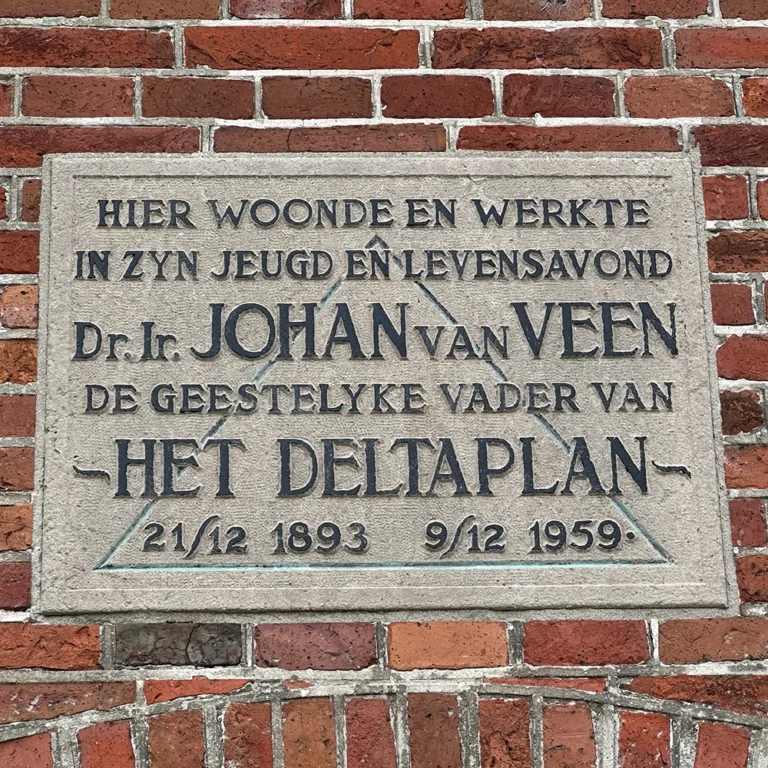 HIER WOONDE EN WERKTE
IN ZYN JEUGD EN LEVENSAVOND
Dr. Ir. JOHAN VAN VEEN
DE GEESTELYKE VADER VAN
~HET DELTAPLAN~
21/12 1893 9/12 1959.